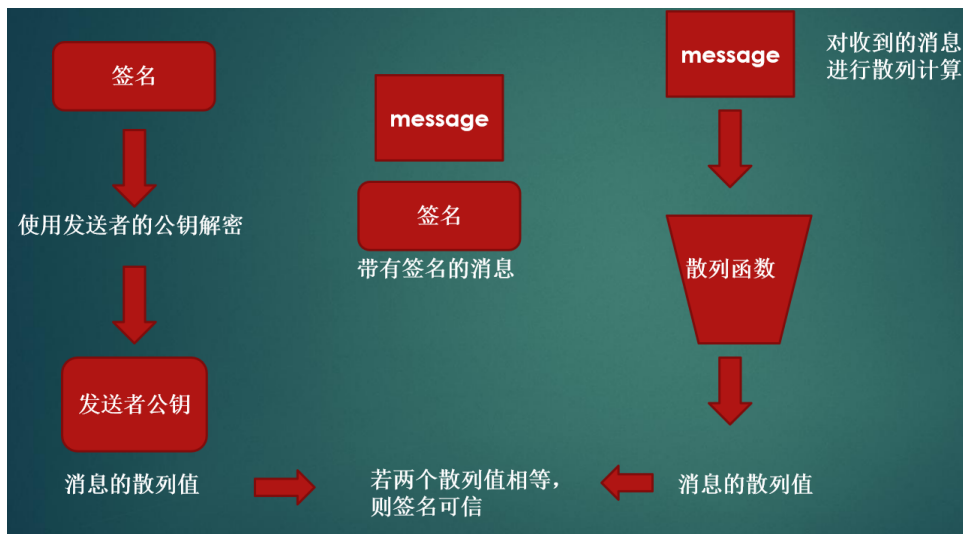 签名
使用发送者的公钥解密
发送者公钥
消息的散列值
message
签名
带有签名的消息
若两个散列值相等，
则签名可信
message
对收到的消息
进行散列计算
散列函数
消息的散列值